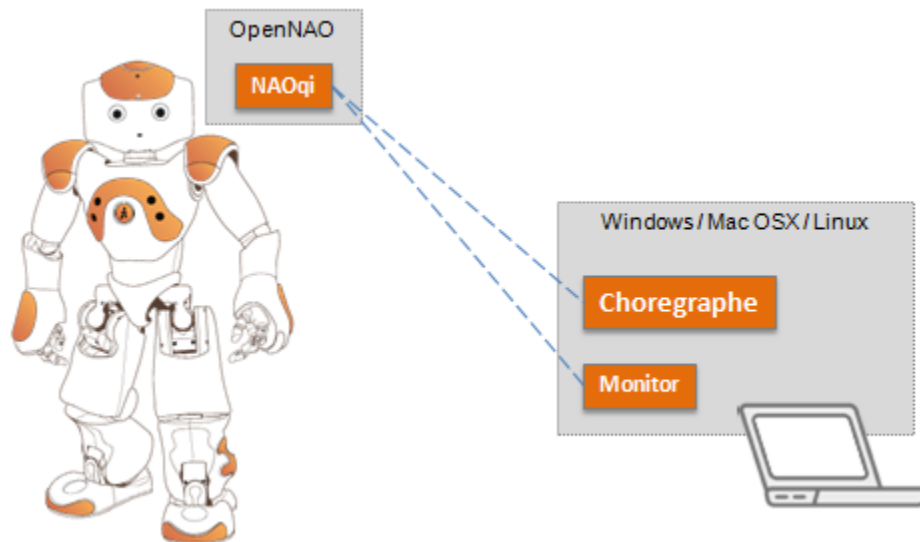 OpenNAO
NAOqi
Windows / Mac OSX / Linux
Choregraphe
Monitor